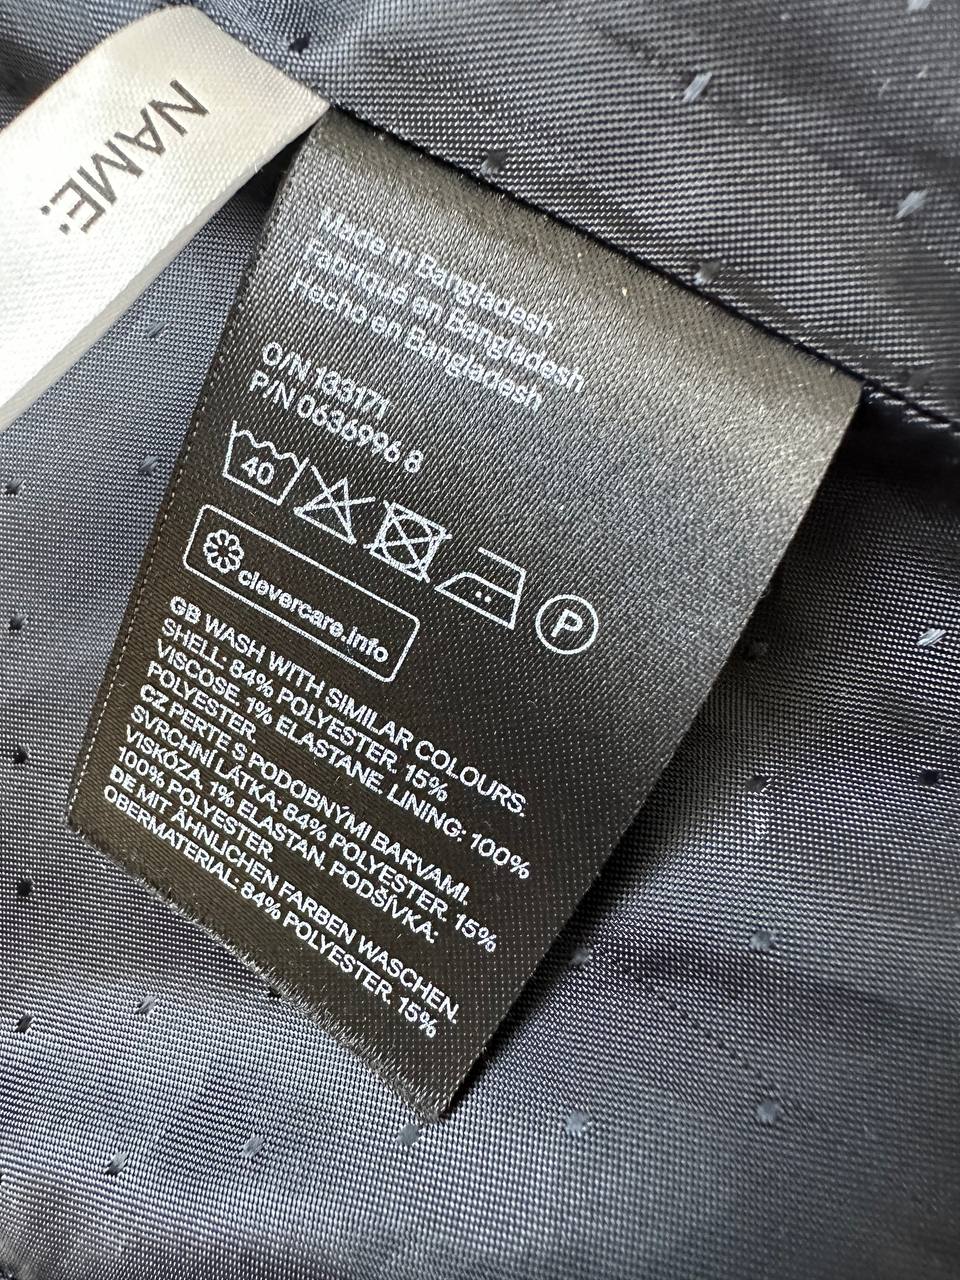 NAME:
Made in Bangladesh
Fabriqué en Bangladesh
Hecho en Bangladesh
O/N 133171
P/N 0636996 8
40
P
clevercare.info
GB WASH WITH SIMILAR COLOURS.
SHELL: 84% POLYESTER, 15%
VISCOSE, 1% ELASTANE. LINING: 100%
POLYESTER
CZ PERTE S PODOBNÝMI BARVAMI.
SVRCHNÍ LÁTKA: 84% POLYESTER, 15%
VISKÓZA, 1% ELASTAN. PODŠÍVKA:
100% POLYESTER.
DE MIT ÄHNLICHEN FARBEN WASCHEN.
OBERMATERIAL: 84% POLYESTER, 15%